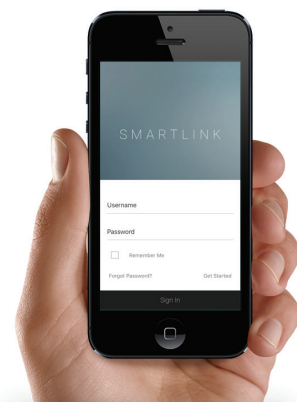 SMARTLINK
Username
Password
Remember Me
Forgot Password? Get Started
Sign In